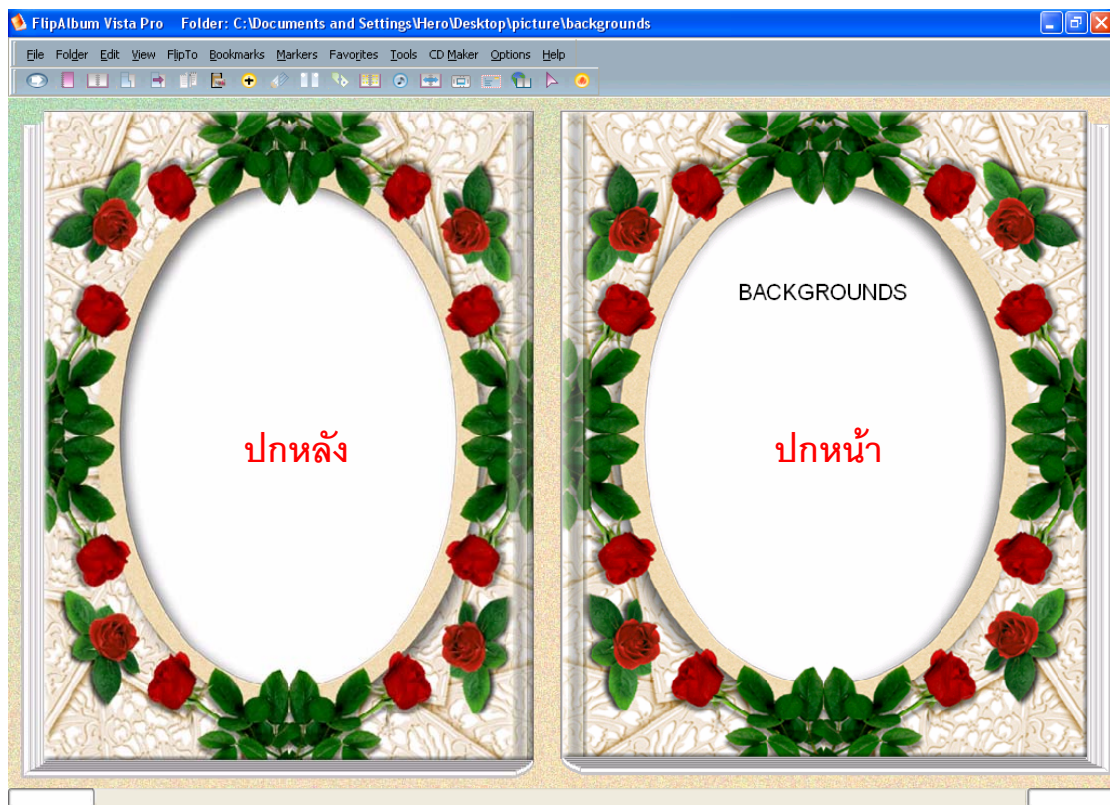 FlipAlbum Vista Pro Folder: C:\Documents and Settings\Hero\Desktop\picture\backgrounds
File Folder Edit View FlipTo Bookmarks Markers Favorites Tools CD Maker Options Help
BACKGROUNDS
ปกหลัง ปกหน้า